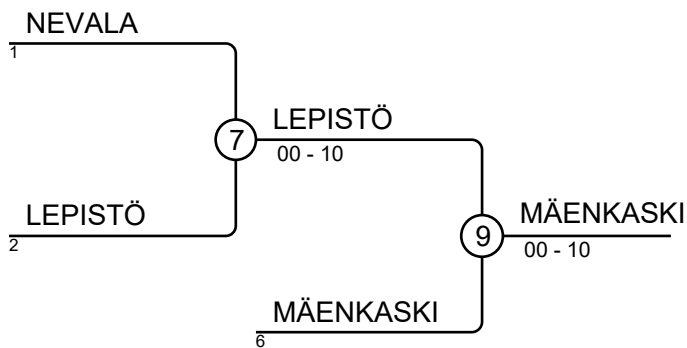 NEVALA
1
7
LEPISTÖ
00 - 10
LEPISTÖ
2
9
MÄENKASKI
00 - 10
MÄENKASKI
6